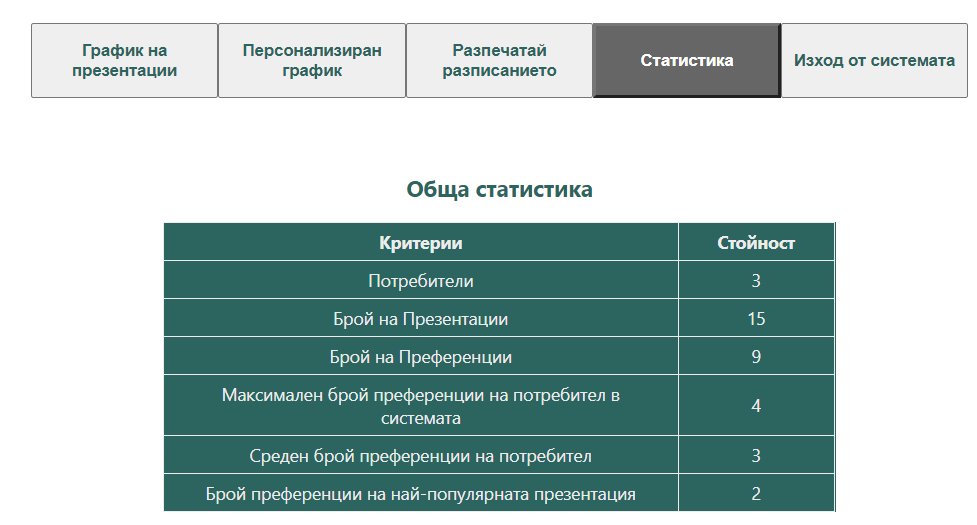 График на
презентации
Персонализиран
график
Разпечатай
разписанието
Статистика
Изход от системата
Обща статистика
Критерии Стойност
Потребители 3
Брой на Презентации 15
Брой на Преференции 9
Максимален брой преференции на потребител в
системата 4
Среден брой преференции на потребител 3
Брой преференции на най-популярната презентация 2